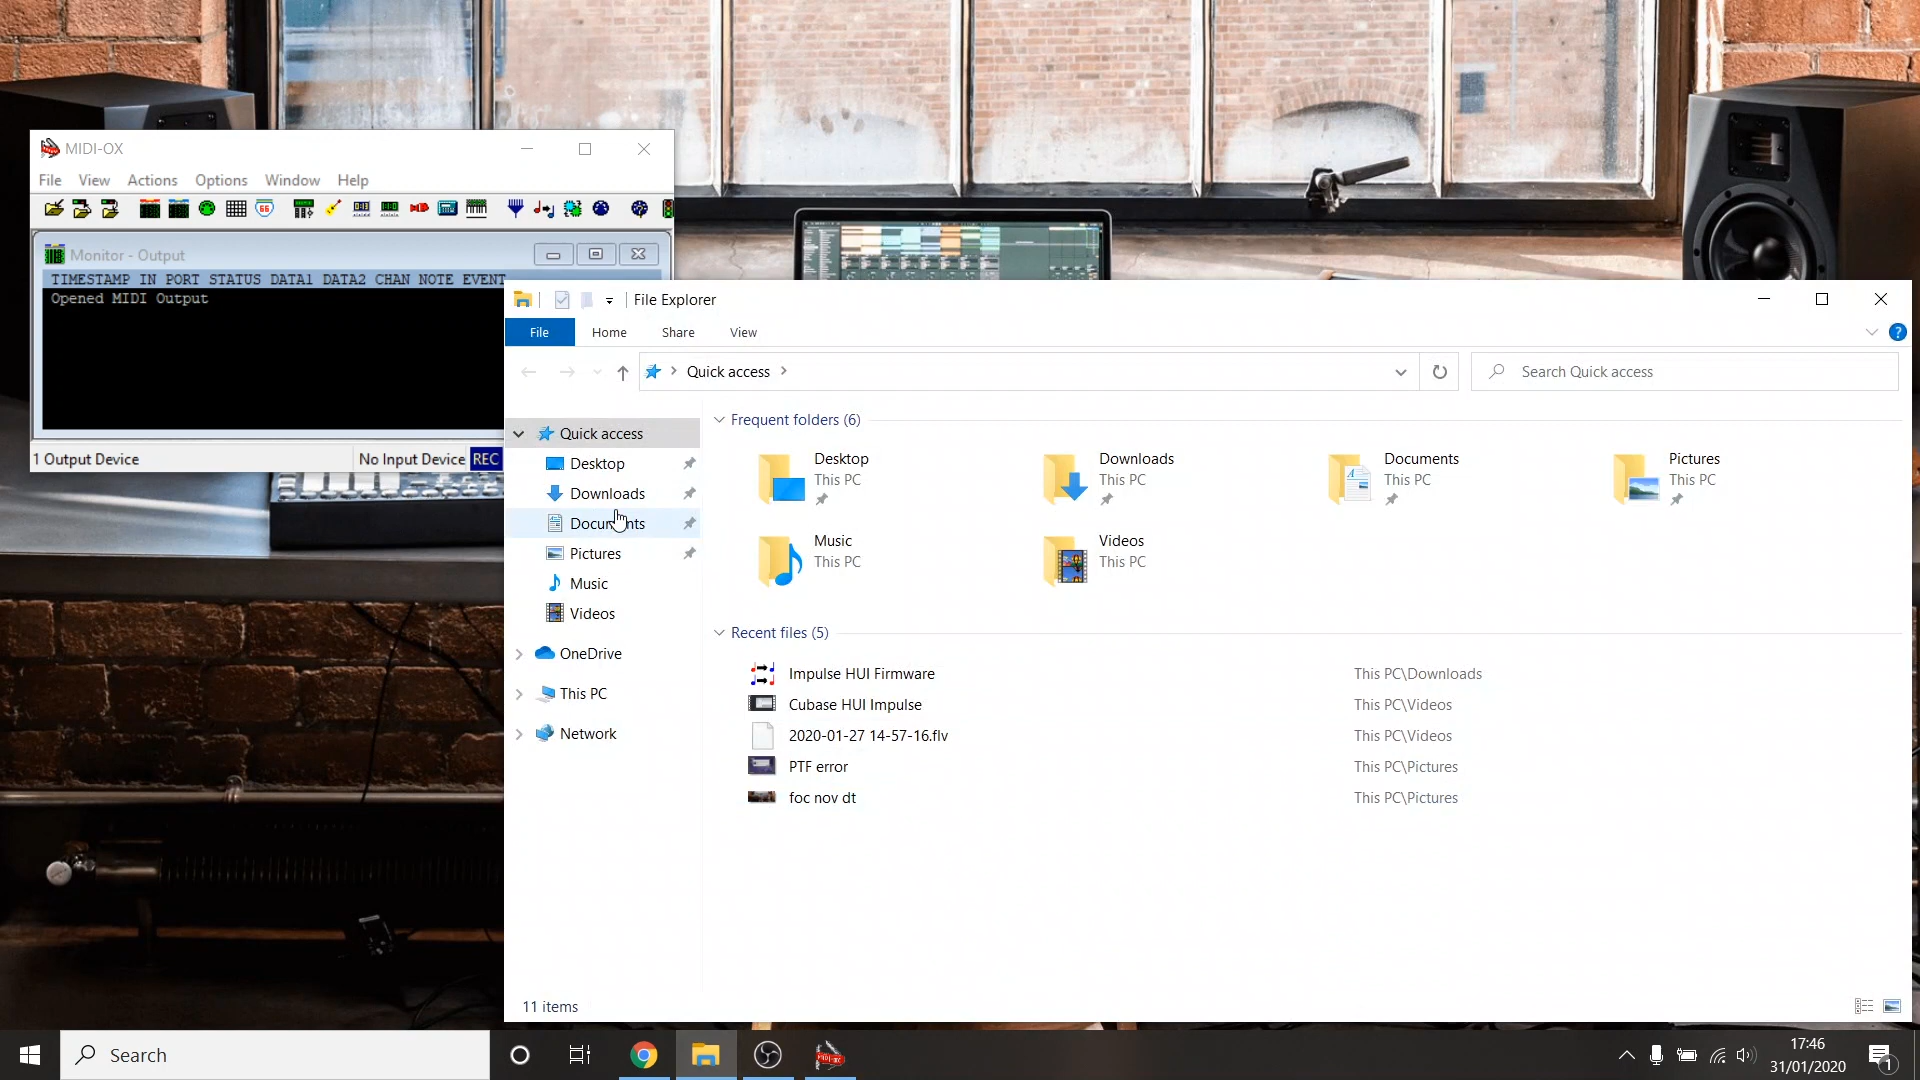 MIDI-OX
File View Actions Options Window Help
Monitor - Output
TIMESTAMP IN PORT STATUS DATA1 DATA2 CHAN NOTE EVENT
Opened MIDI Output
1 Output Device
No Input Device
REC
File Explorer
File Home Share View
Quick access
Search Quick access
Quick access
Desktop
Downloads
Documents
Pictures
Music
Videos
OneDrive
This PC
Network
Frequent folders (6)
Desktop
This PC
Downloads
This PC
Documents
This PC
Pictures
This PC
Music
This PC
Videos
This PC
Recent files (5)
Impulse HUI Firmware This PC\Downloads
Cubase HUI Impulse This PC\Videos
2020-01-27 14-57-16.flv This PC\Videos
PTF error This PC\Pictures
foc nov dt This PC\Pictures
11 items
Search
17:46
31/01/2020
1